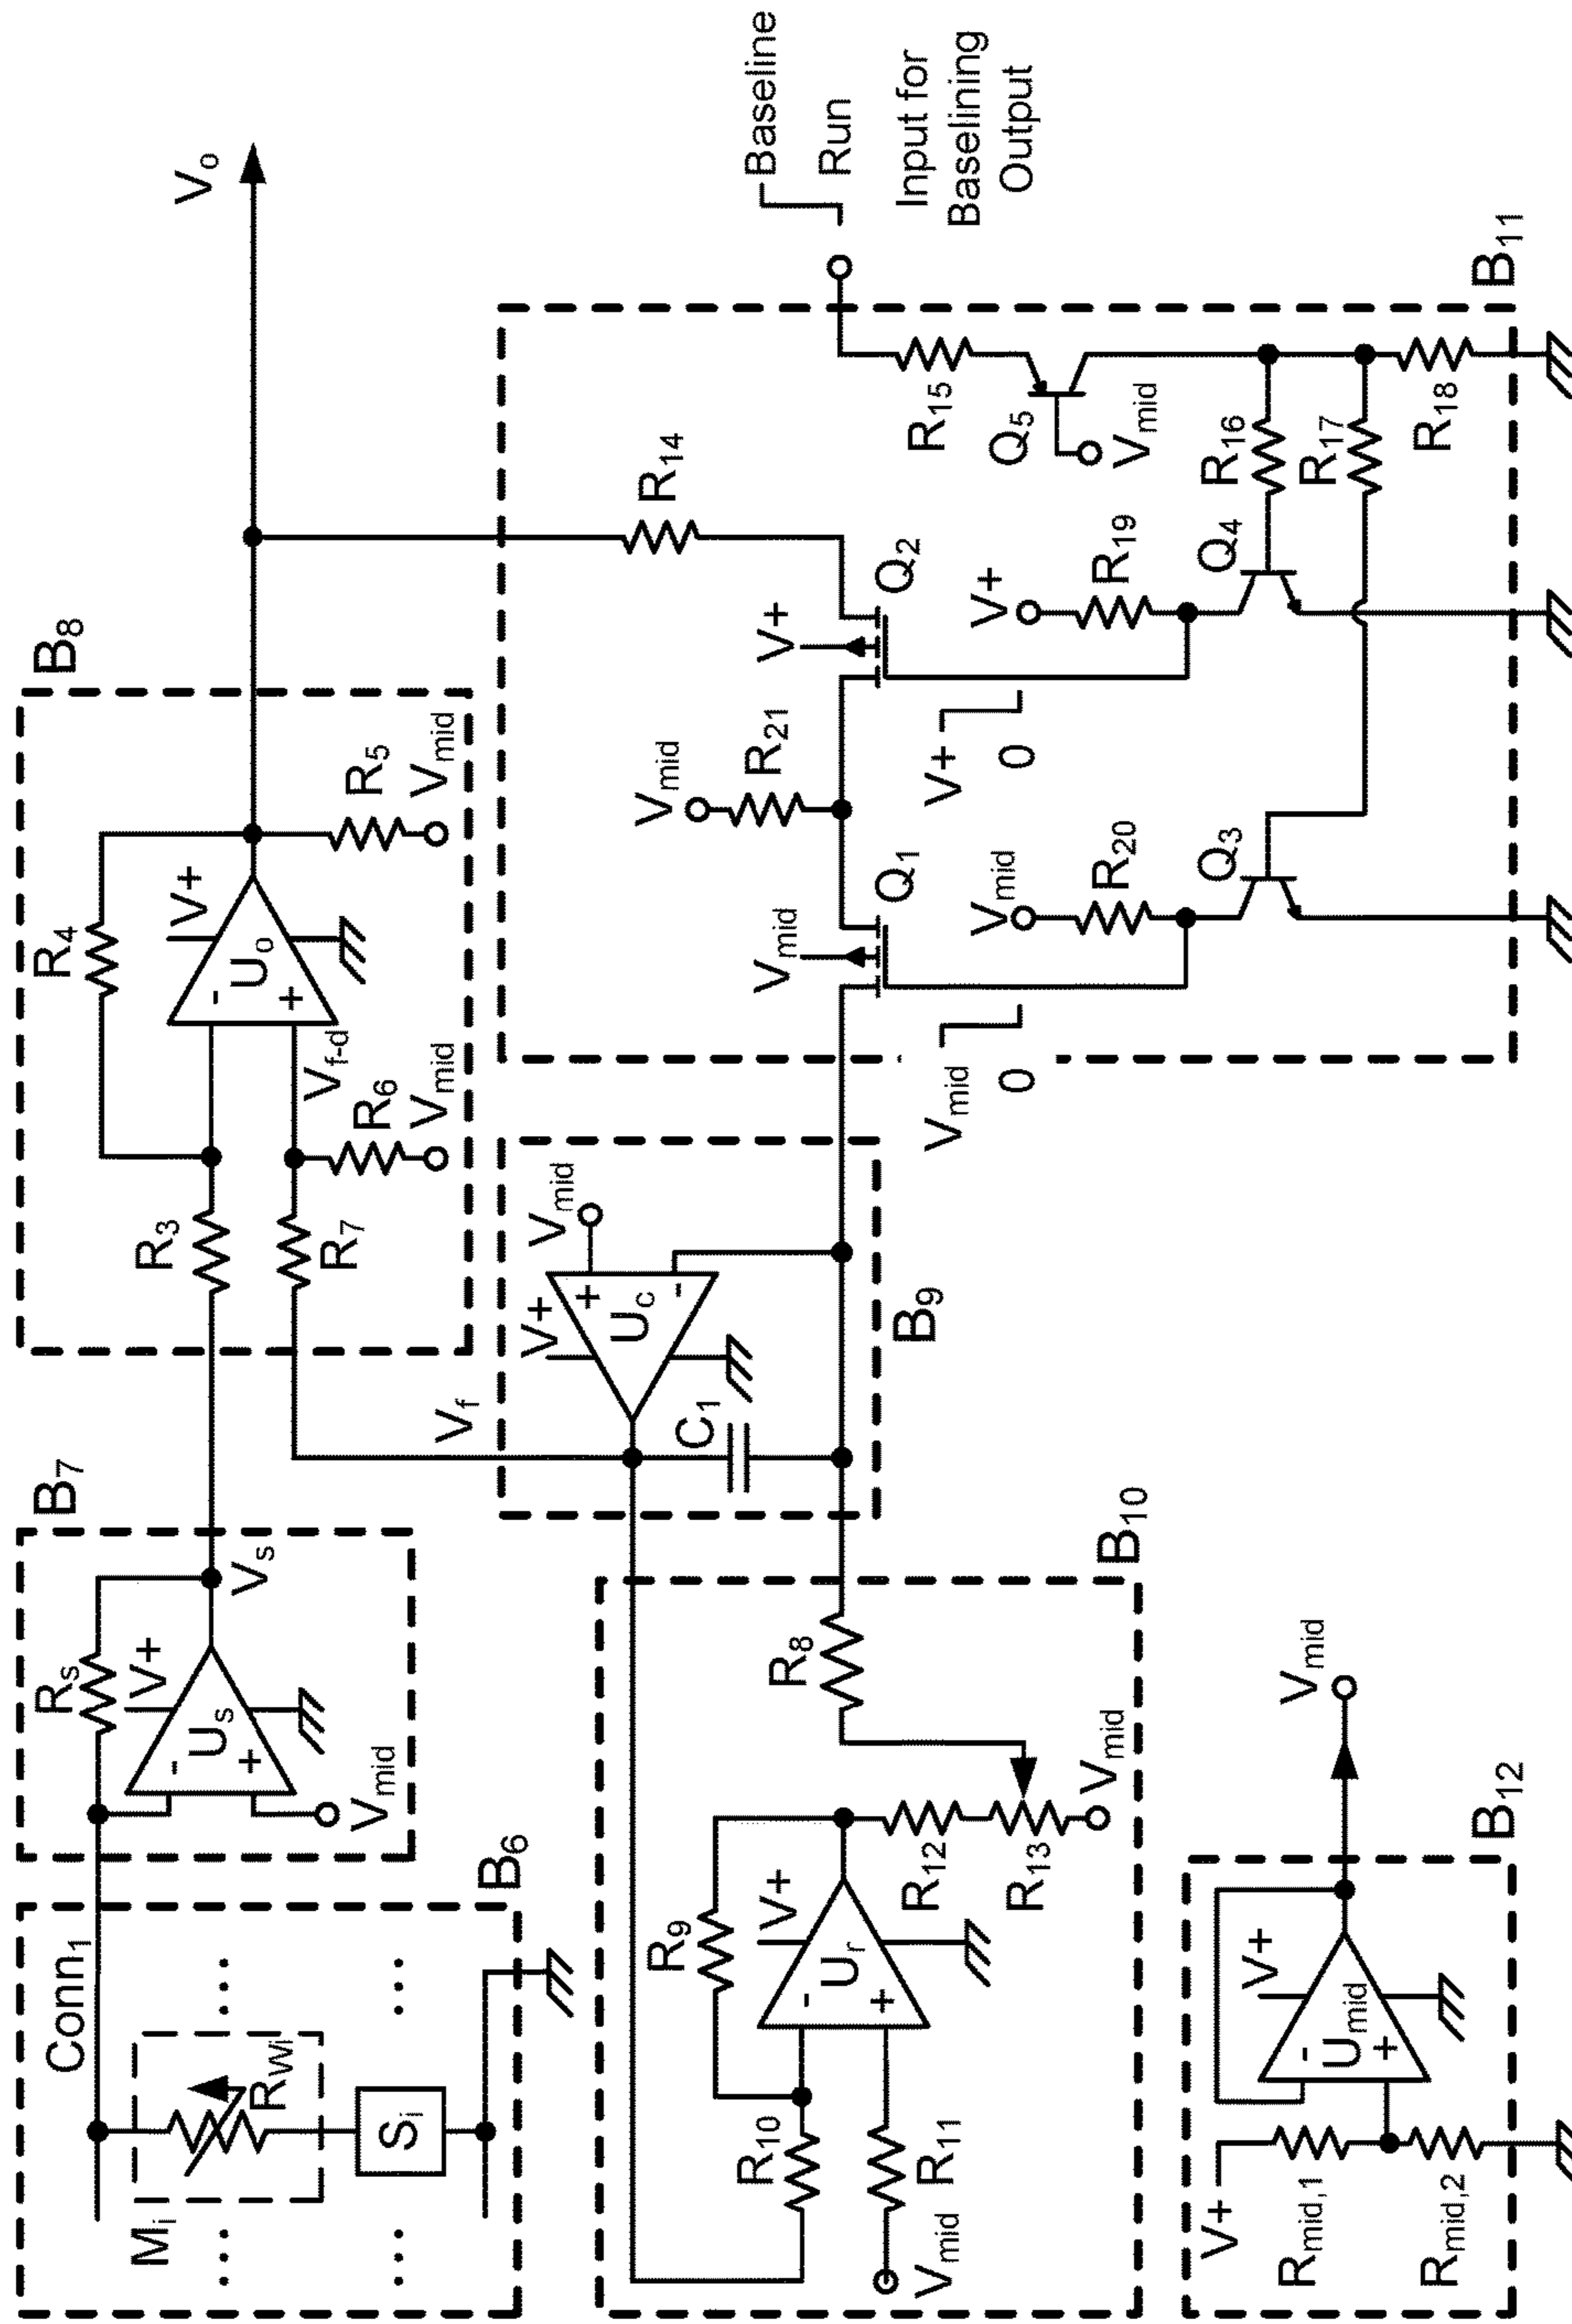 B6
Conn1
Mi
RWi
Si
B7
Rs
V+
Us
-
+
Vmid
Vs
B8
R3
R4
V+
Uo
-
+
Vf-d
R5
Vmid
R6
Vmid
R7
Vo
Vf
B9
V+
Uc
+
-
Vmid
C1
B10
R8
R9
V+
Ur
-
+
R10
R11
Vmid
R12
R13
Vmid
B11
R14
Vmid
R21
V+
Q2
Vmid
Q1
V+
0
Vmid
0
V+
R19
Q4
Vmid
R20
Q3
R15
Q5
Vmid
R16
R17
R18
Baseline
Run
Input for
Baselining
Output
B12
V+
Rmid,1
Rmid,2
V+
Umid
-
+
Vmid